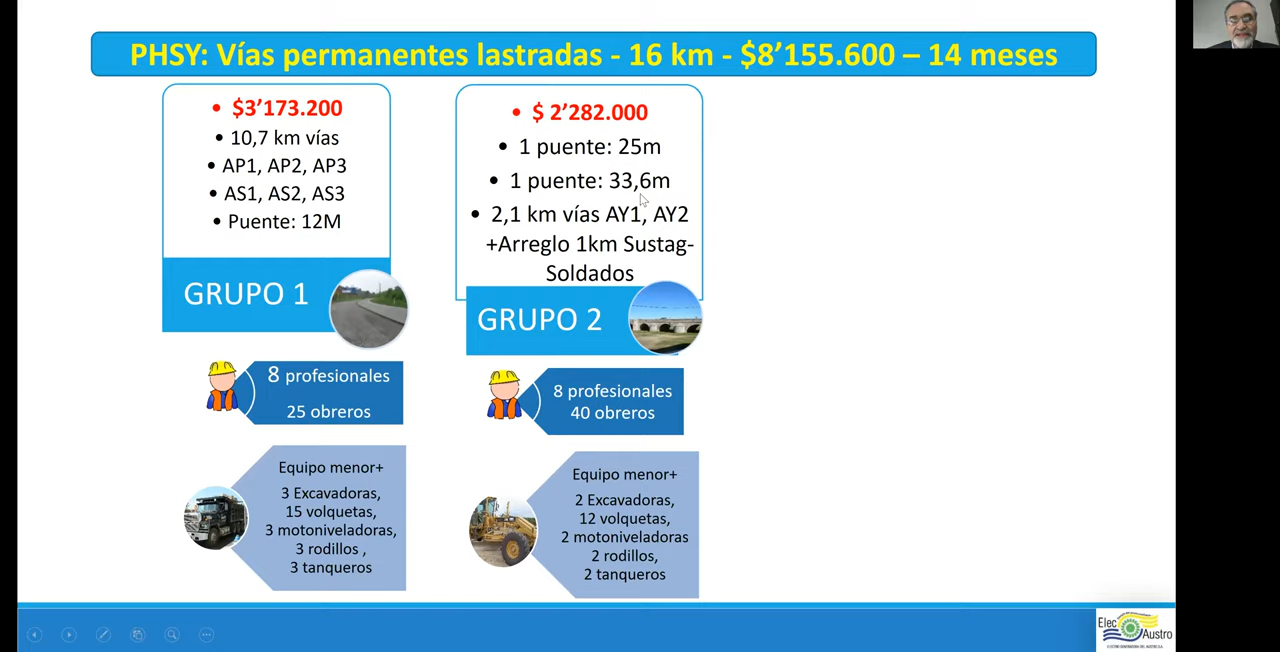 PHSY: Vías permanentes lastradas - 16 km - $8’155.600 – 14 meses
• $3’173.200
• 10,7 km vías
• AP1, AP2, AP3
• AS1, AS2, AS3
• Puente: 12M
GRUPO 1
8 profesionales
25 obreros
Equipo menor+
3 Excavadoras,
15 volquetas,
3 motoniveladoras,
3 rodillos ,
3 tanqueros
• $ 2’282.000
• 1 puente: 25m
• 1 puente: 33,6m
• 2,1 km vías AY1, AY2
+Arreglo 1km Sustag-
Soldados
GRUPO 2
8 profesionales
40 obreros
Equipo menor+
2 Excavadoras,
12 volquetas,
2 motoniveladoras
2 rodillos,
2 tanqueros
Elec
Austro